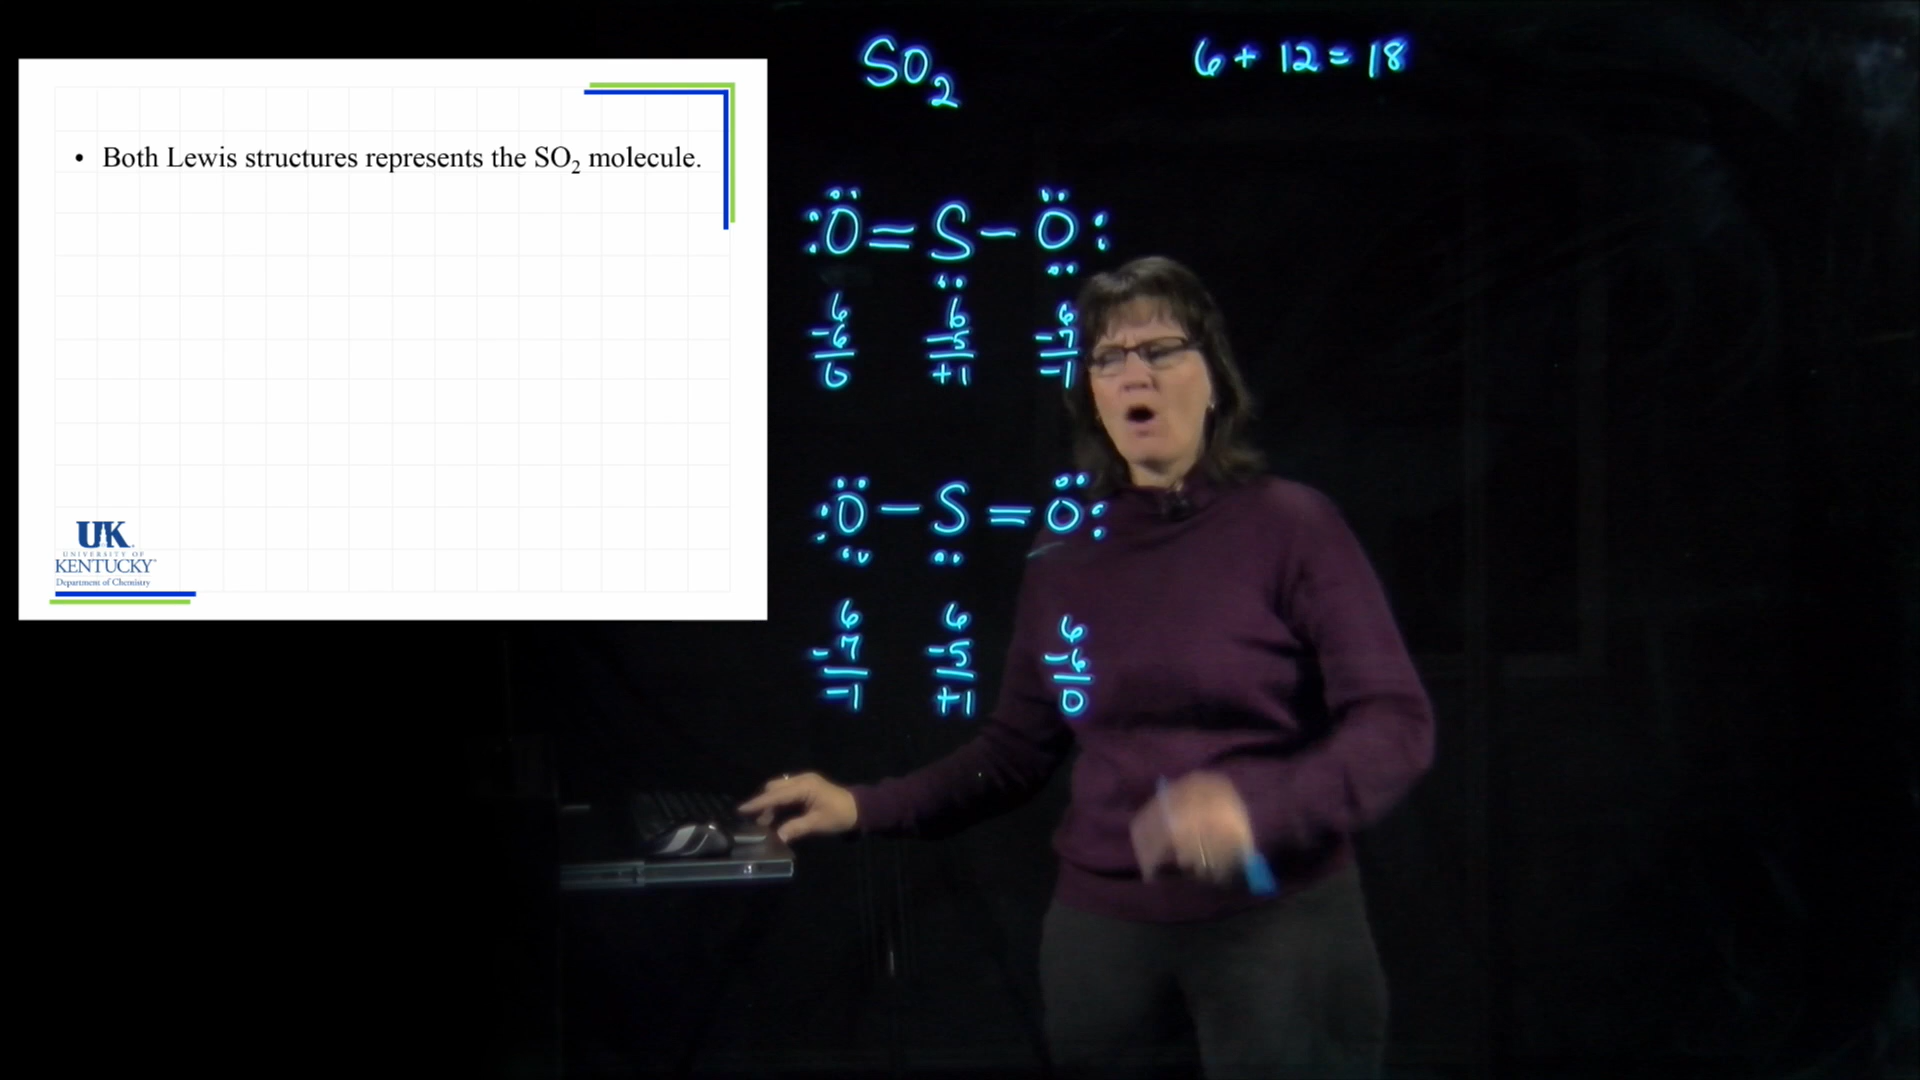 • Both Lewis structures represents the SO₂ molecule.
UK
UNIVERSITY OF
KENTUCKY
Department of Chemistry
SO₂
6 + 12 = 18
:Ö=S−Ö:
6 6 6
-6 -5 -7
0 +1 -1
:Ö−S=Ö:
6 6 6
-7 -5 -6
-1 +1 0